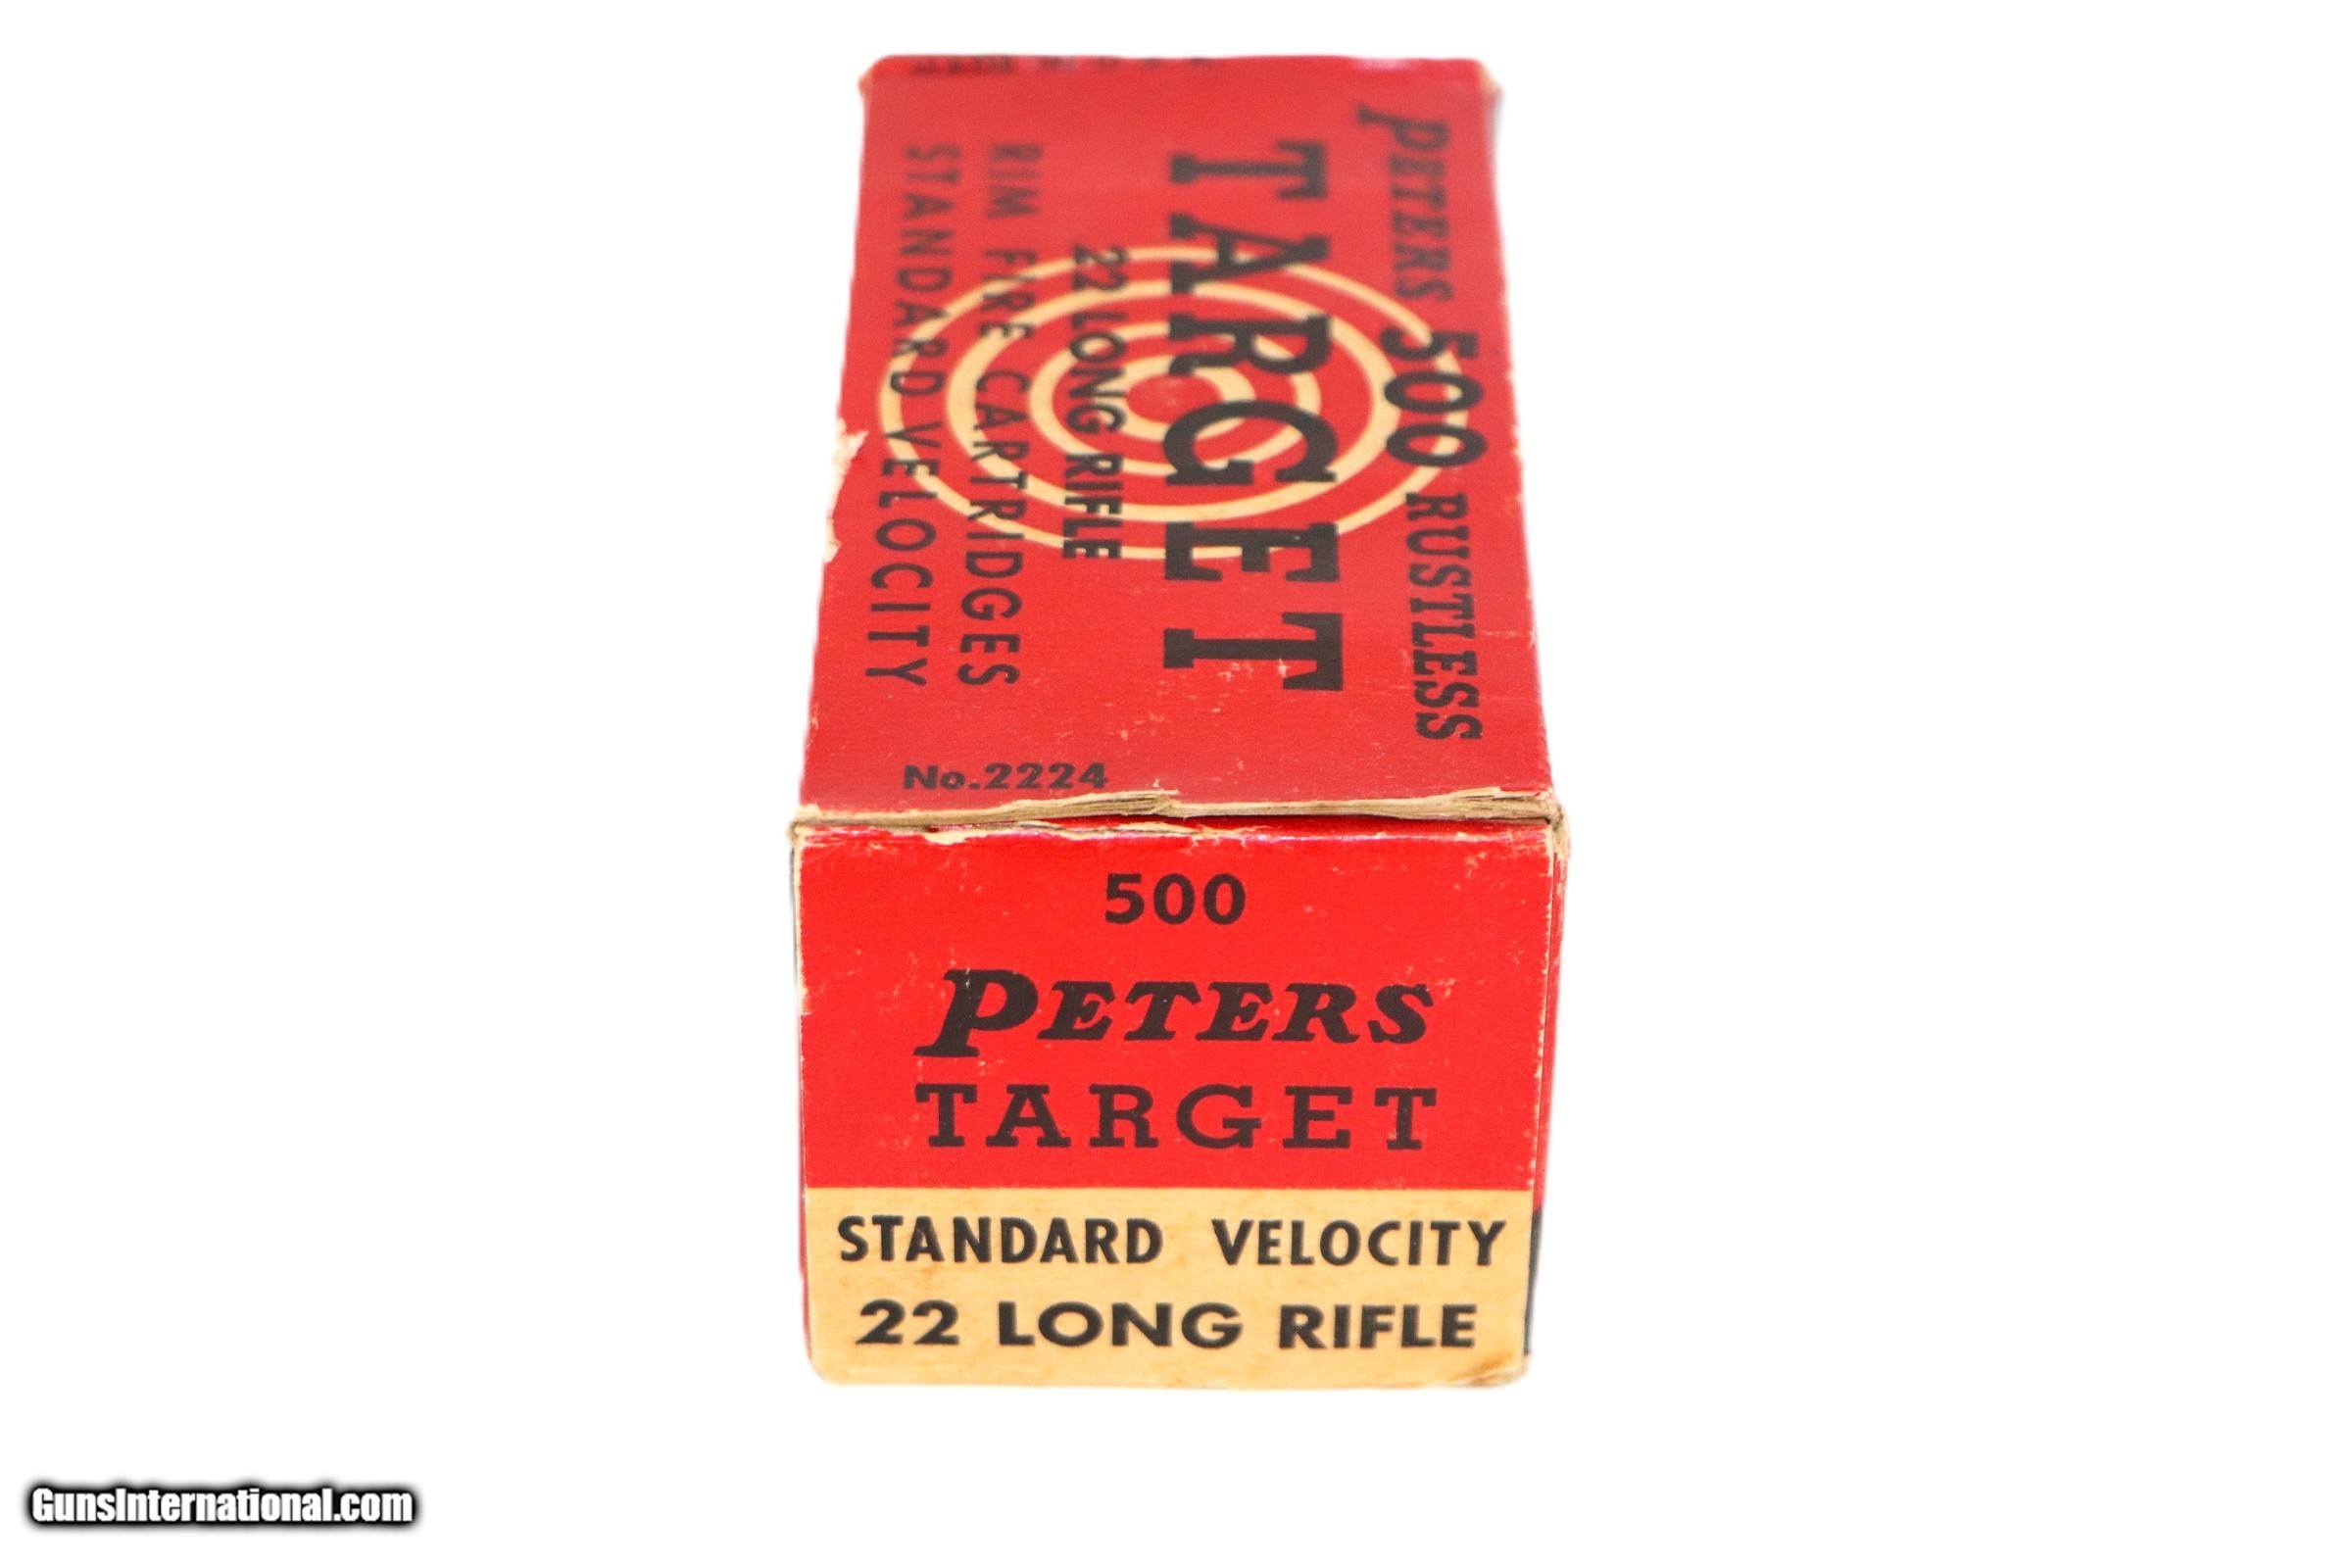 PETERS 500 RUSTLESS
TARGET
22 LONG RIFLE
RIM FIRE CARTRIDGES
STANDARD VELOCITY
No.2224
500
PETERS
TARGET
STANDARD VELOCITY
22 LONG RIFLE
GunsInternational.com